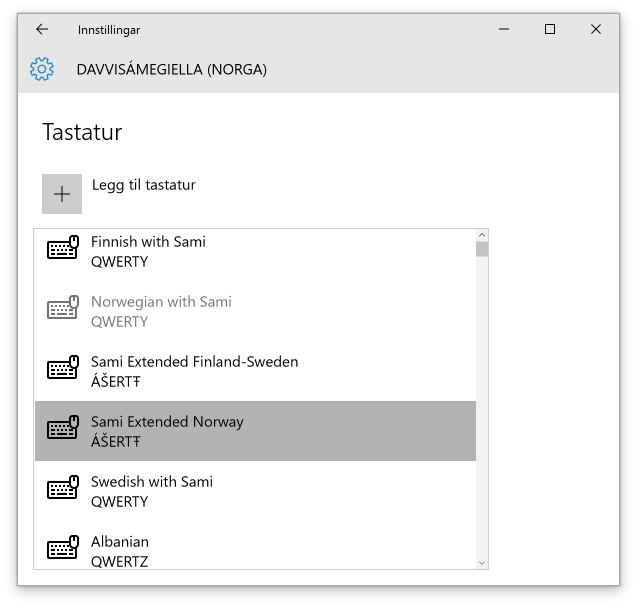 Innstillingar
DAVVISÁMEGIELLA (NORGA)
Tastatur
Legg til tastatur
Finnish with Sami
QWERTY
Norwegian with Sami
QWERTY
Sami Extended Finland-Sweden
ÁŠERTŦ
Sami Extended Norway
ÁŠERTŦ
Swedish with Sami
QWERTY
Albanian
QWERTZ